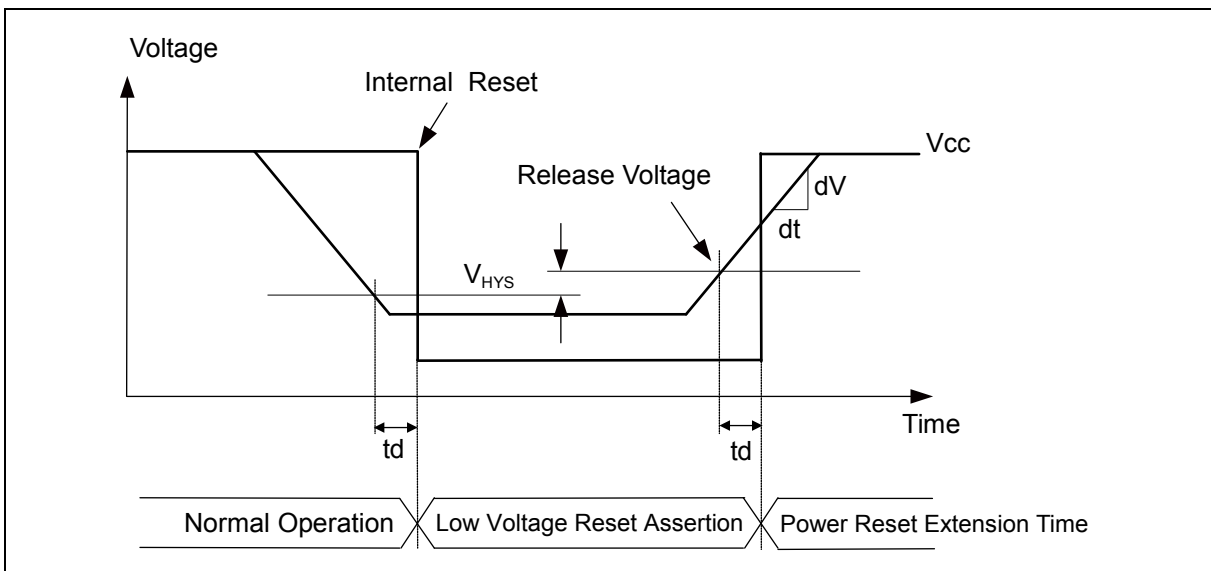 Voltage
Internal Reset
Vcc
Release Voltage
dV
dt
VHYS
Time
td
td
Normal Operation
Low Voltage Reset Assertion
Power Reset Extension Time